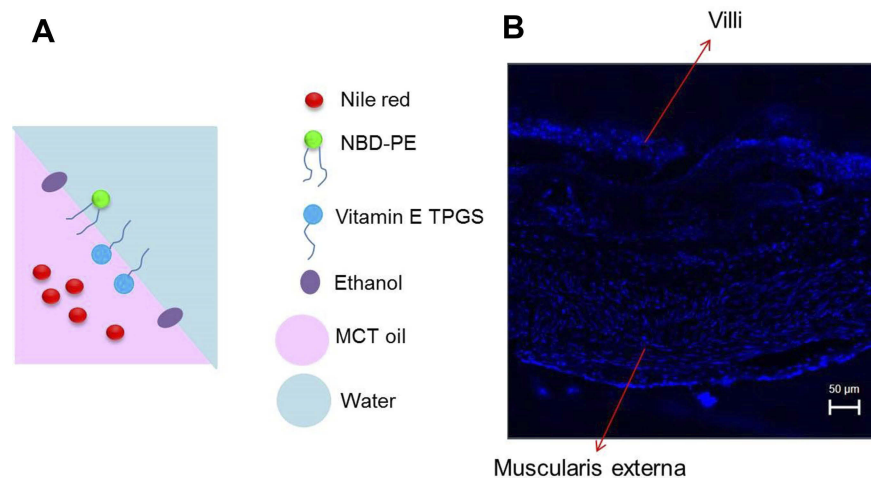 A
Nile red
NBD-PE
Vitamin E TPGS
Ethanol
MCT oil
Water
B
Villi
50 µm
Muscularis externa